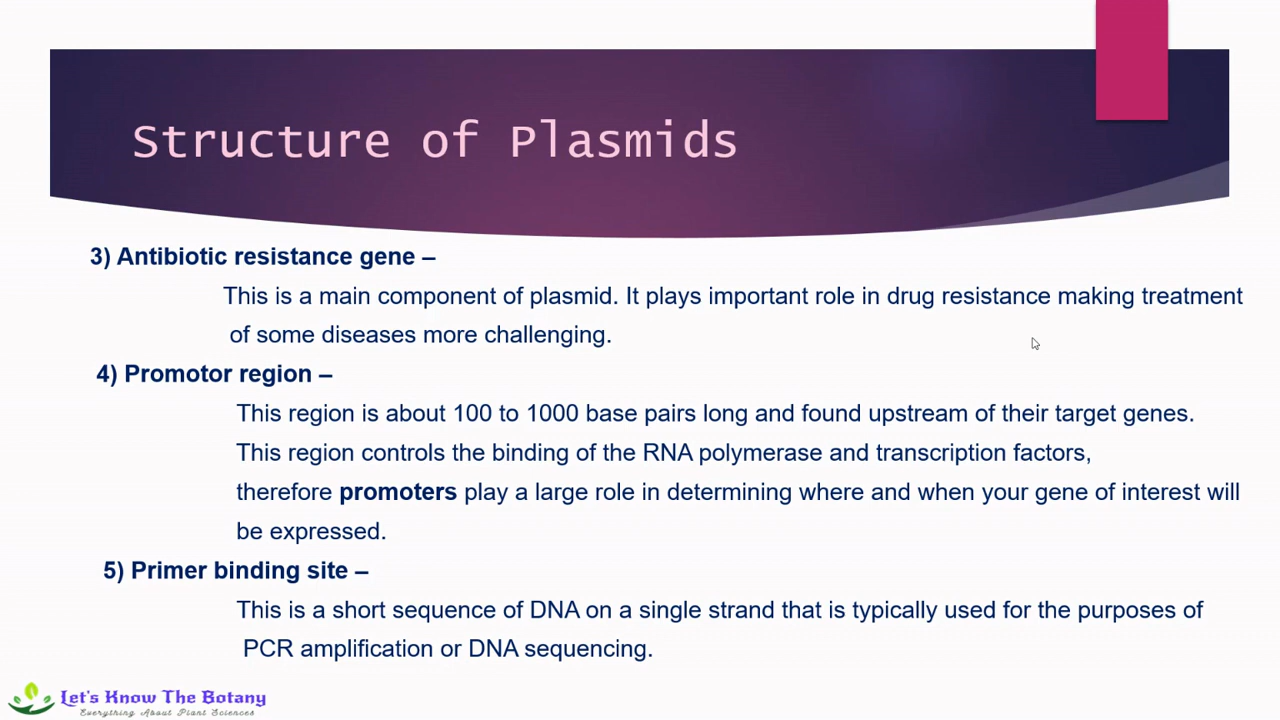 Structure of Plasmids
3) Antibiotic resistance gene –
This is a main component of plasmid. It plays important role in drug resistance making treatment
of some diseases more challenging.
4) Promotor region –
This region is about 100 to 1000 base pairs long and found upstream of their target genes.
This region controls the binding of the RNA polymerase and transcription factors,
therefore promoters play a large role in determining where and when your gene of interest will
be expressed.
5) Primer binding site –
This is a short sequence of DNA on a single strand that is typically used for the purposes of
PCR amplification or DNA sequencing.
Let's Know The Botany
Everything About Plant Sciences